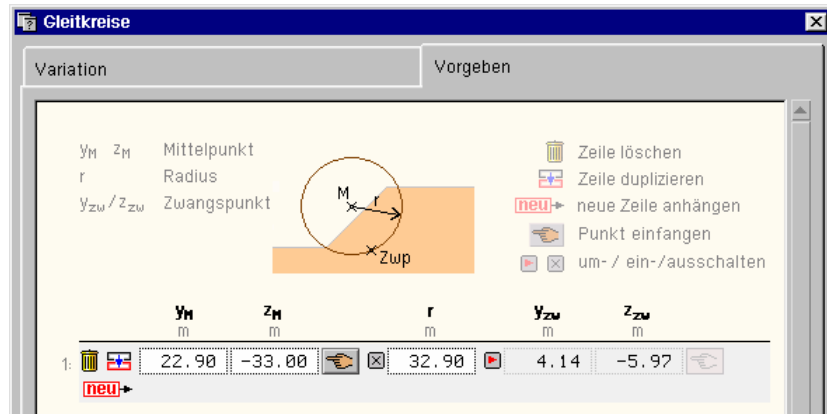 Gleitkreise
Variation Vorgeben
yM zM Mittelpunkt
r Radius
yzw/zzw Zwangspunkt
M
r
Zwp
Zeile löschen
Zeile duplizieren
neu neue Zeile anhängen
Punkt einfangen
um- / ein-/ausschalten
yM zM r yzw zzw
m m m m m
1: 22.90 -33.00 32.90 4.14 -5.97
neu